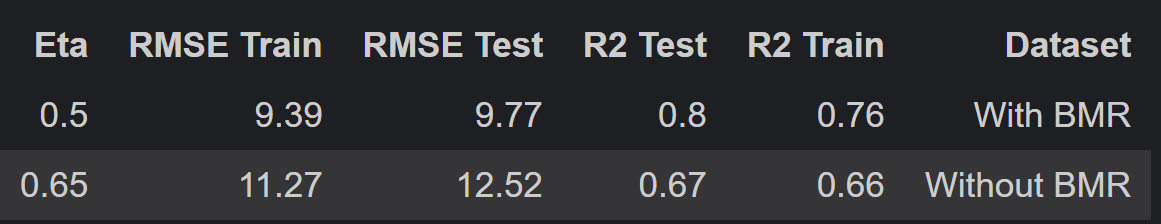 Eta RMSE Train RMSE Test R2 Test R2 Train Dataset
0.5 9.39 9.77 0.8 0.76 With BMR
0.65 11.27 12.52 0.67 0.66 Without BMR